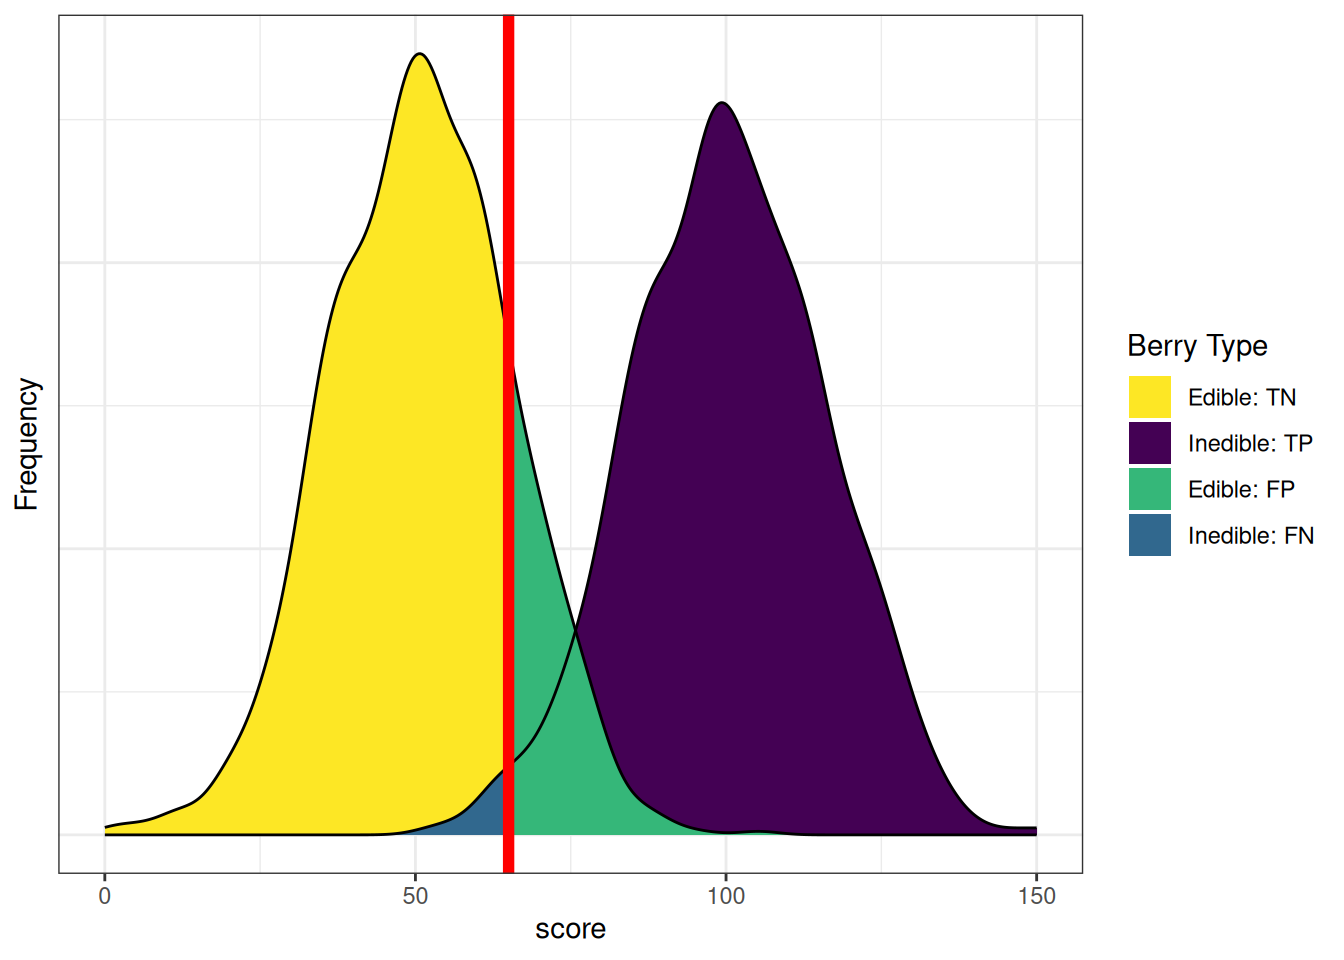 Frequency
0
50
100
150
score
Berry Type
Edible: TN
Inedible: TP
Edible: FP
Inedible: FN